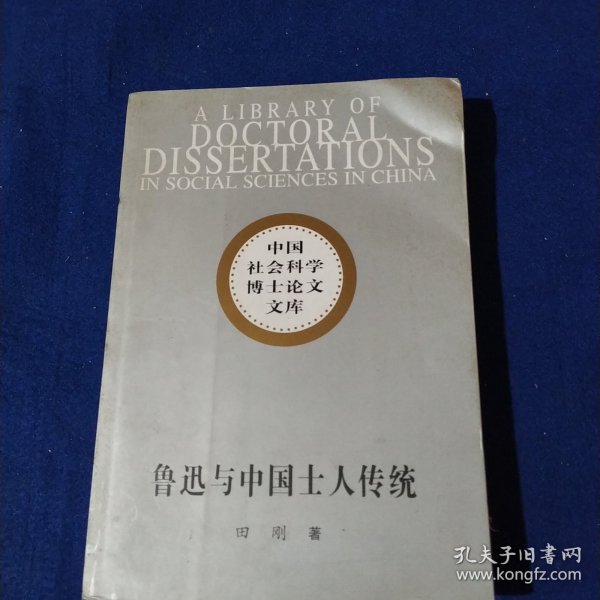 A LIBRARY OF
DOCTORAL
DISSERTATIONS
IN SOCIAL SCIENCES IN CHINA
中国
社会科学
博士论文
文库
鲁迅与中国士人传统
田 刚 著
孔夫子旧书网
www.kongfz.com